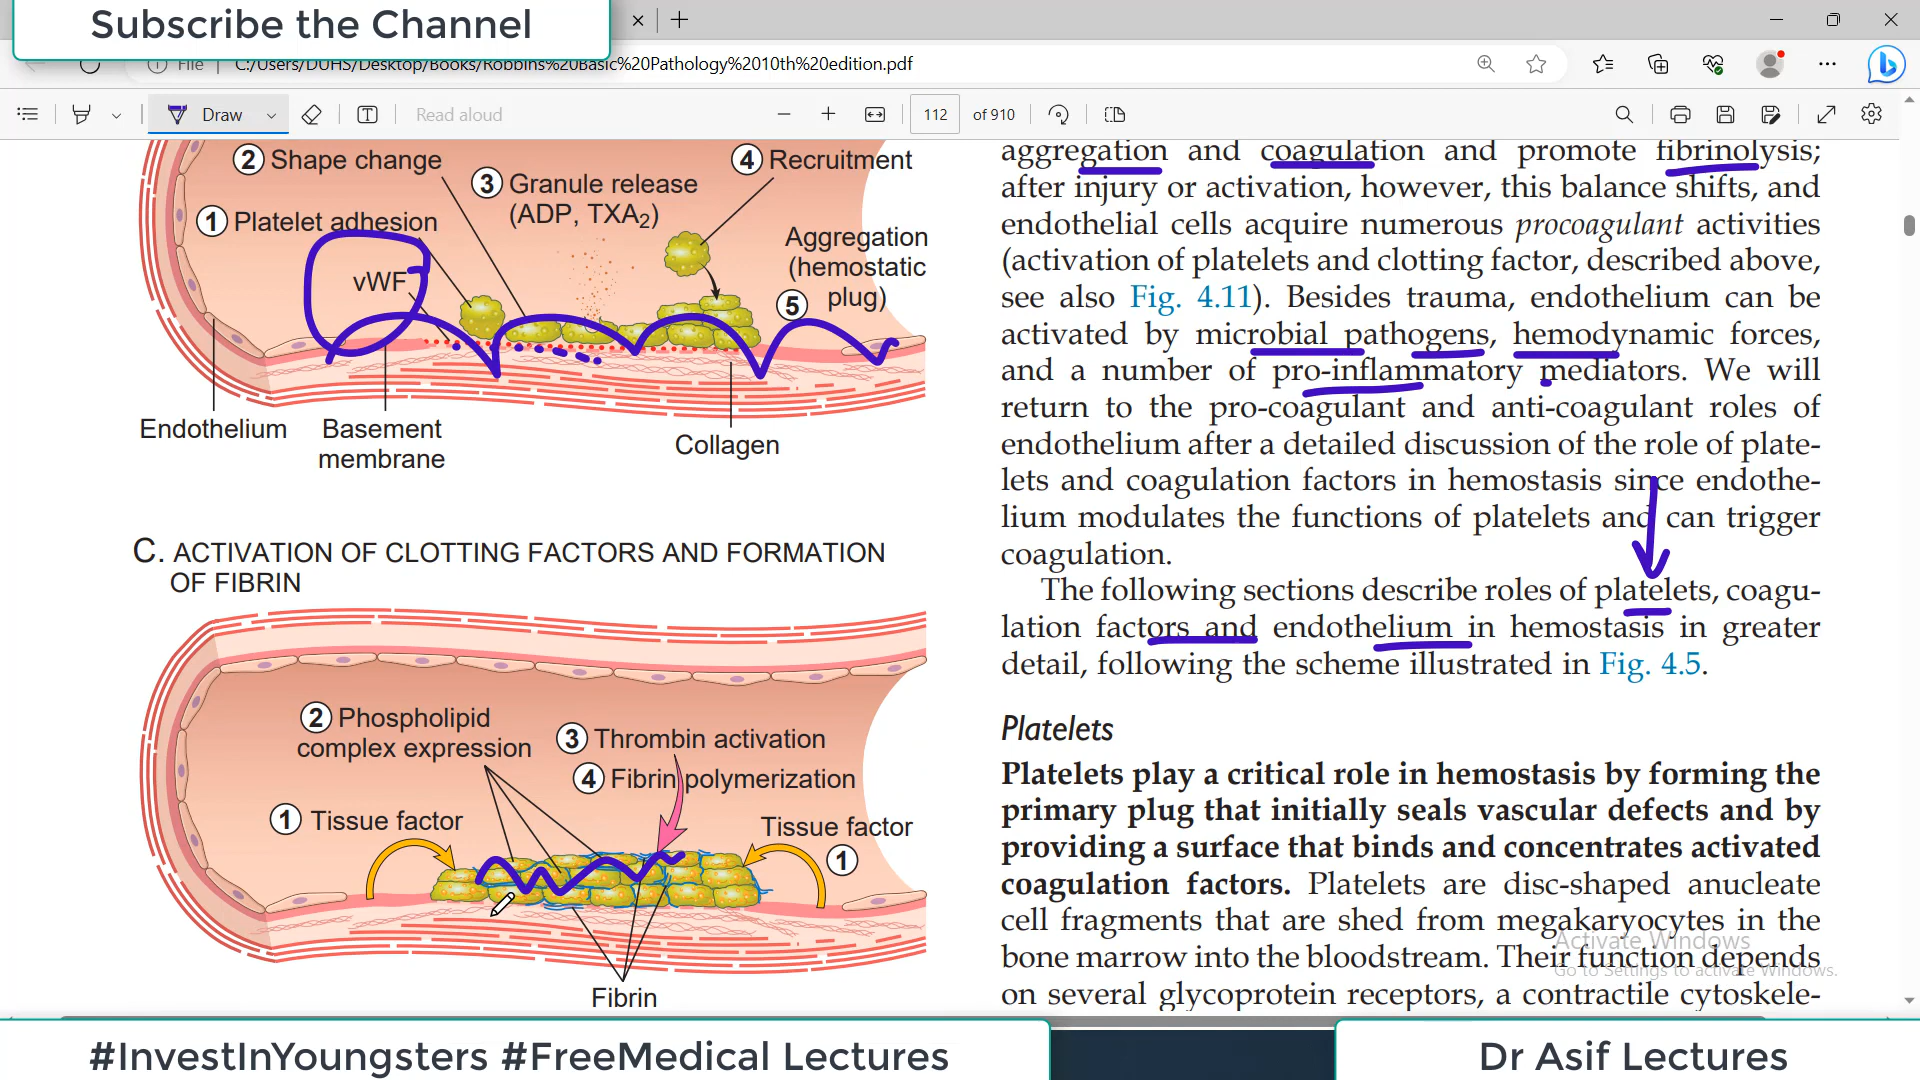 Subscribe the Channel
File
C:/Users/DUHS/Desktop/Books/Robbins%20Basic%20Pathology%2010th%20edition.pdf
Draw
Read aloud
112 of 910
② Shape change
③ Granule release
(ADP, TXA2)
④ Recruitment
① Platelet adhesion
vWF
Aggregation
(hemostatic
plug)
⑤
Endothelium
Basement
membrane
Collagen
C. ACTIVATION OF CLOTTING FACTORS AND FORMATION
OF FIBRIN
② Phospholipid
complex expression
③ Thrombin activation
④ Fibrin polymerization
① Tissue factor
Tissue factor
①
Fibrin
aggregation and coagulation and promote fibrinolysis;
after injury or activation, however, this balance shifts, and
endothelial cells acquire numerous procoagulant activities
(activation of platelets and clotting factor, described above,
see also Fig. 4.11). Besides trauma, endothelium can be
activated by microbial pathogens, hemodynamic forces,
and a number of pro-inflammatory mediators. We will
return to the pro-coagulant and anti-coagulant roles of
endothelium after a detailed discussion of the role of plate-
lets and coagulation factors in hemostasis since endothe-
lium modulates the functions of platelets and can trigger
coagulation.
The following sections describe roles of platelets, coagu-
lation factors and endothelium in hemostasis in greater
detail, following the scheme illustrated in Fig. 4.5.
Platelets
Platelets play a critical role in hemostasis by forming the
primary plug that initially seals vascular defects and by
providing a surface that binds and concentrates activated
coagulation factors. Platelets are disc-shaped anucleate
cell fragments that are shed from megakaryocytes in the
bone marrow into the bloodstream. Their function depends
on several glycoprotein receptors, a contractile cytoskele-
Activate Windows
Go to Settings to activate Windows.
#InvestInYoungsters #FreeMedical Lectures
Dr Asif Lectures